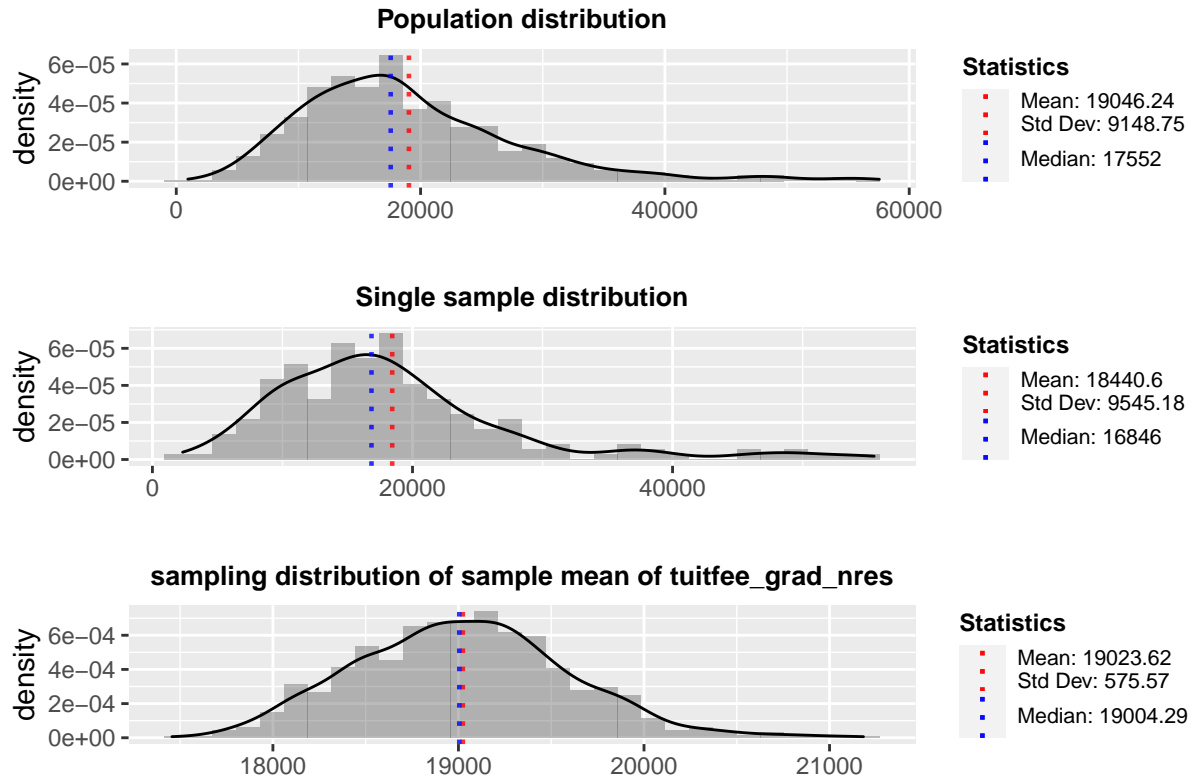 Population distribution
density
6e−05
4e−05
2e−05
0e+00
0
20000
40000
60000
Statistics
Mean: 19046.24
Std Dev: 9148.75
Median: 17552
Single sample distribution
density
6e−05
4e−05
2e−05
0e+00
0
20000
40000
Statistics
Mean: 18440.6
Std Dev: 9545.18
Median: 16846
sampling distribution of sample mean of tuitfee_grad_nres
density
6e−04
4e−04
2e−04
0e+00
18000
19000
20000
21000
Statistics
Mean: 19023.62
Std Dev: 575.57
Median: 19004.29